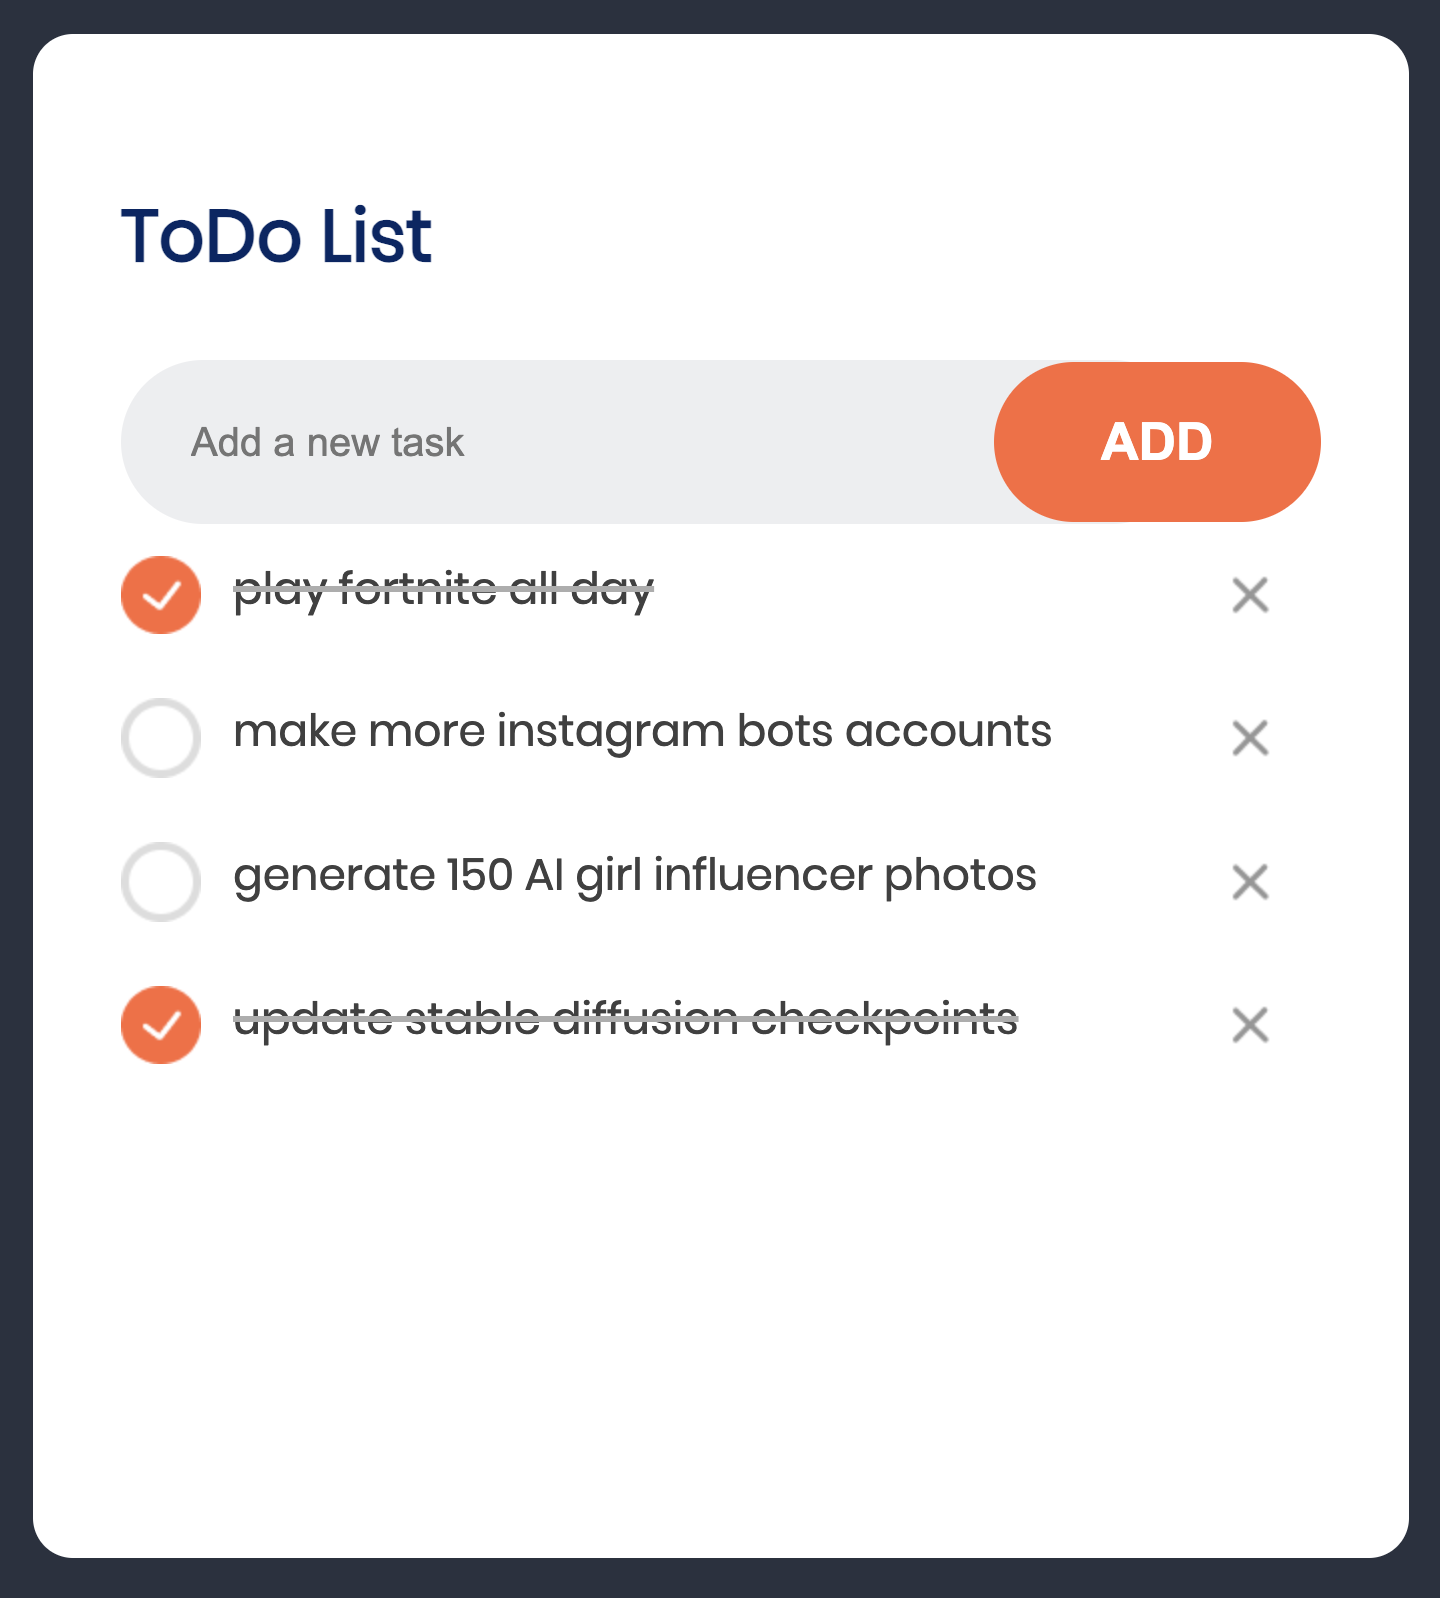 ToDo List
Add a new task
ADD
play fortnite all day
make more instagram bots accounts
generate 150 AI girl influencer photos
update stable diffusion checkpoints